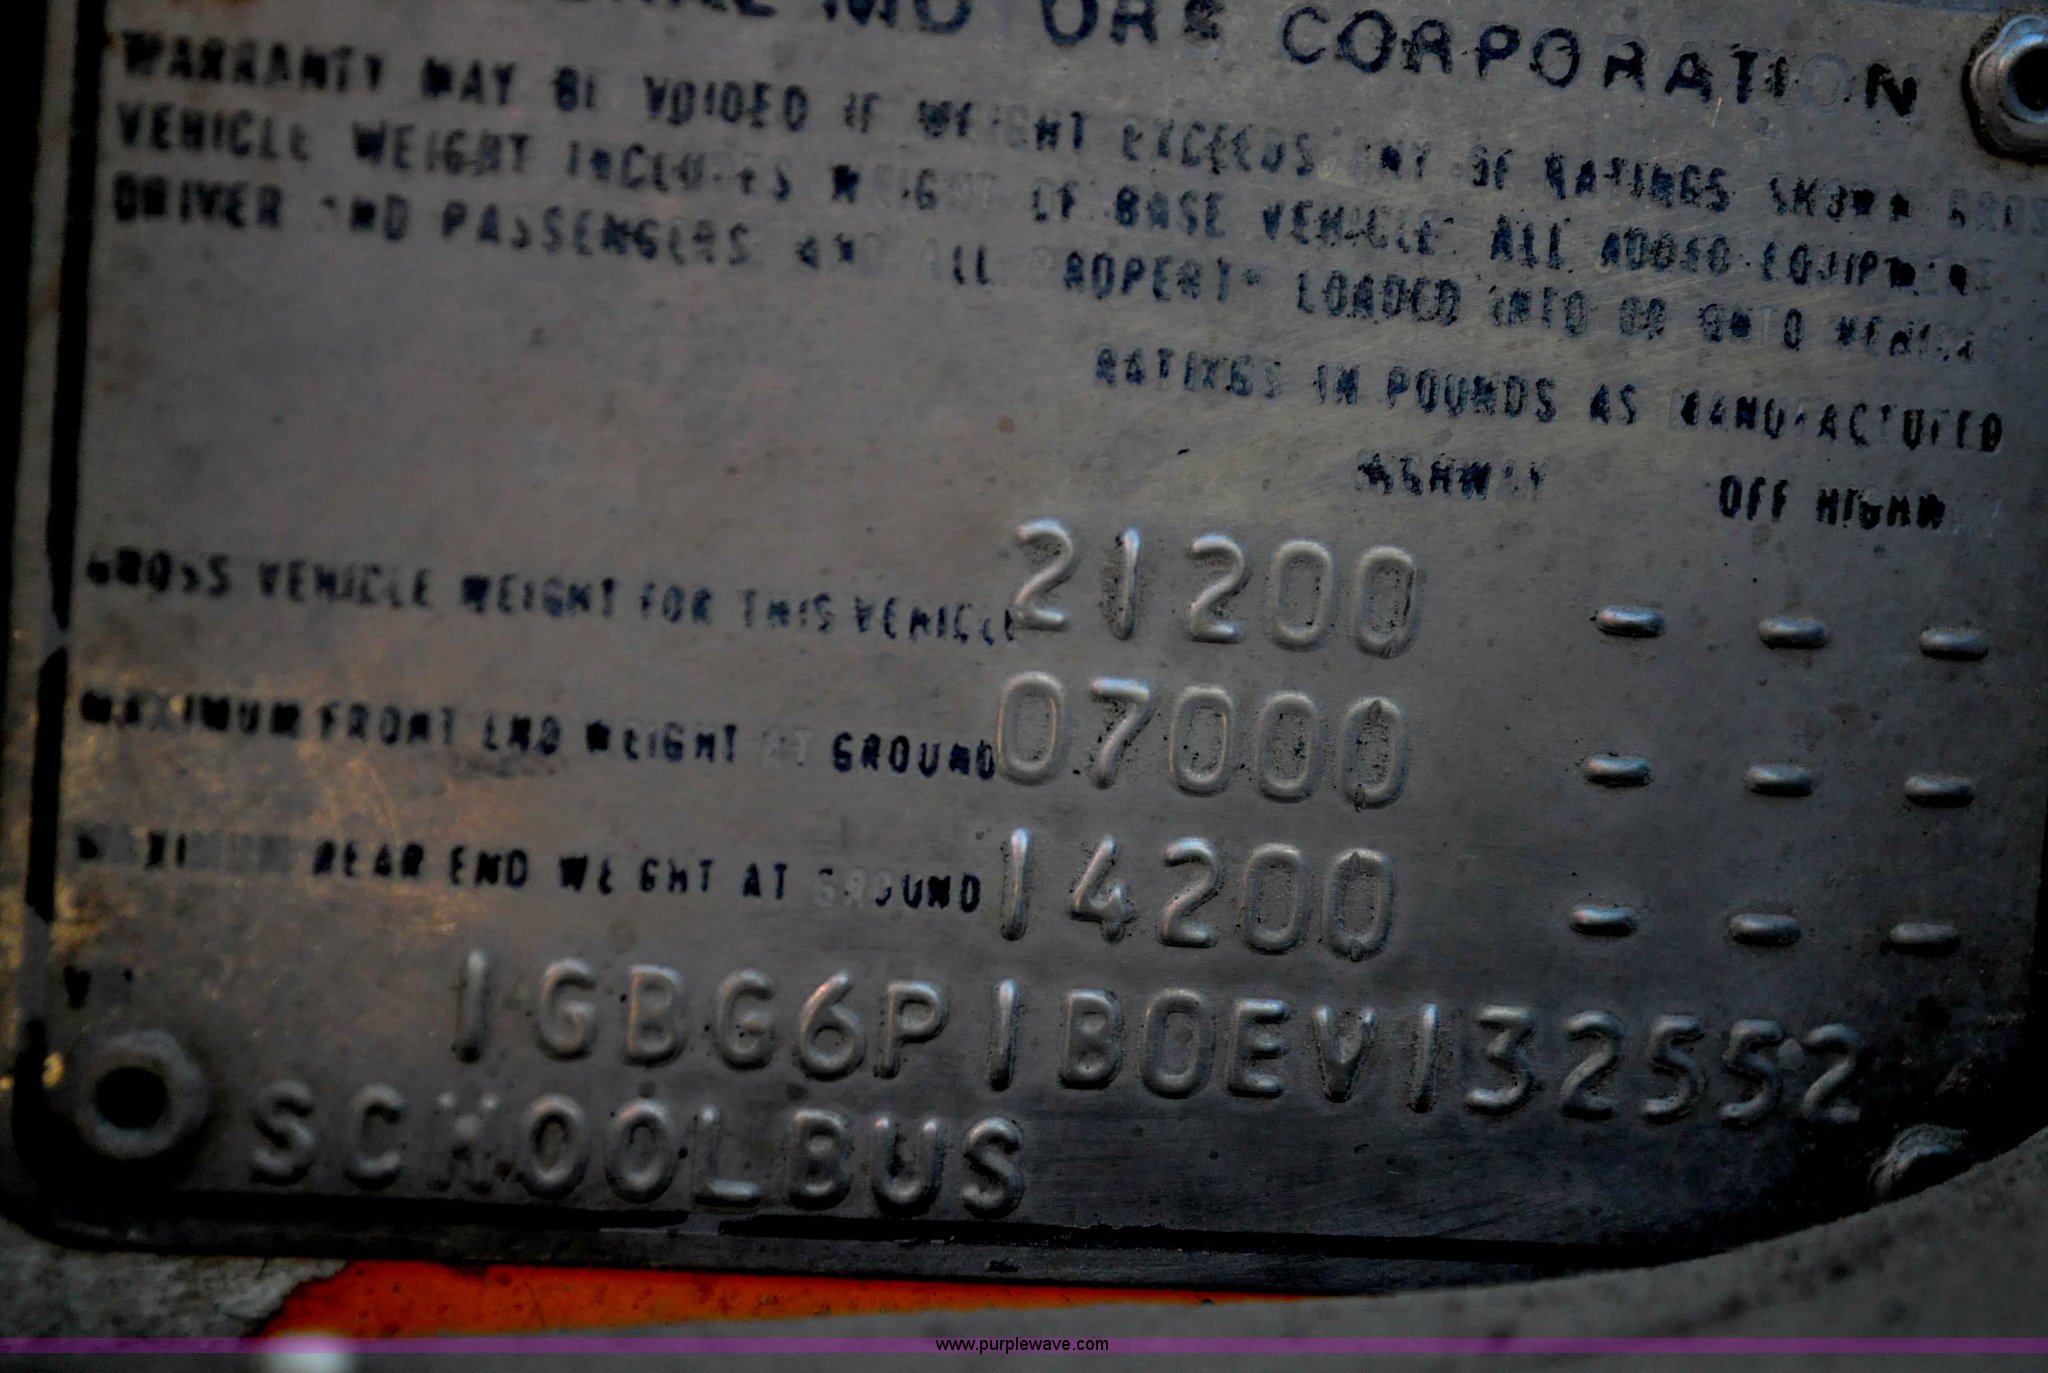 MOTORS CORPORATION
WARRANTY MAY BE VOIDED IF WEIGHT EXCEEDS ANY OF RATINGS SHOWN
VEHICLE WEIGHT INCLUDES WEIGHT OF BASE VEHICLE ALL ADDED EQUIPMENT
DRIVER AND PASSENGERS AND ALL PROPERTY LOADED INTO OR ONTO VEHICLE
RATINGS IN POUNDS AS MANUFACTURED
HIGHWAY OFF HIGHW
GROSS VEHICLE WEIGHT FOR THIS VEHICLE 21200 - - -
MAXIMUM FRONT END WEIGHT AT GROUND 07000 - - -
MAXIMUM REAR END WEIGHT AT GROUND 14200 - - -
1GBG6P1B0EV132552
SCHOOLBUS
www.purplewave.com